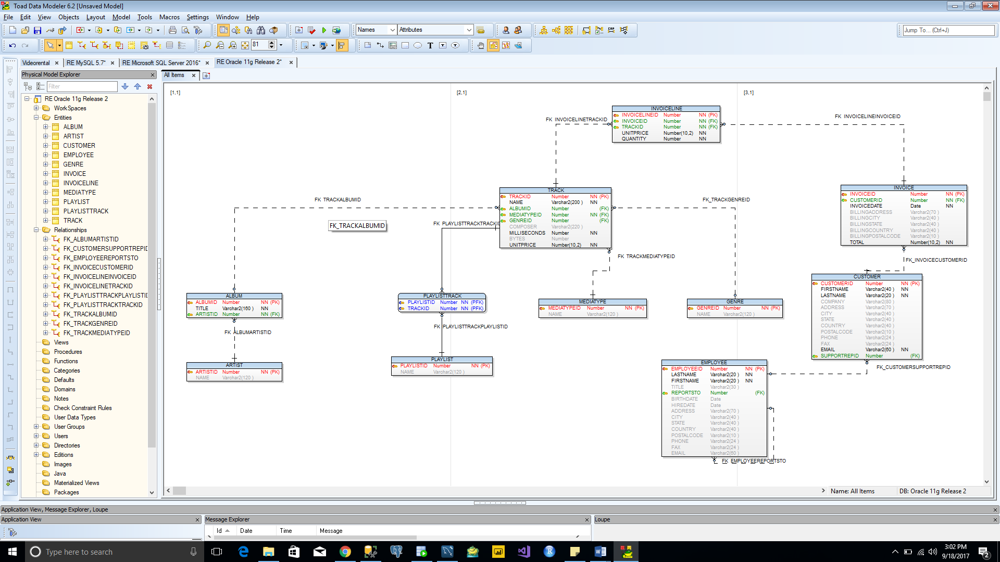 Toad Data Modeler 6.2 [Unsaved Model]
File Edit View Objects Layout Model Tools Macros Settings Window Help
Names Attributes Jump To... (Ctrl+J)
81
Videorental RE MySQL 5.7* RE Microsoft SQL Server 2016* RE Oracle 11g Release 2*
Physical Model Explorer
Filter
RE Oracle 11g Release 2
WorkSpaces
Entities
ALBUM
ARTIST
CUSTOMER
EMPLOYEE
GENRE
INVOICE
INVOICELINE
MEDIATYPE
PLAYLIST
PLAYLISTTRACK
TRACK
Relationships
FK_ALBUMARTISTID
FK_CUSTOMERSUPPORTREPID
FK_EMPLOYEEREPORTSTO
FK_INVOICECUSTOMERID
FK_INVOICELINEINVOICEID
FK_INVOICELINETRACKID
FK_PLAYLISTTRACKPLAYLISTID
FK_PLAYLISTTRACKTRACKID
FK_TRACKALBUMID
FK_TRACKGENREID
FK_TRACKMEDIATYPEID
Views
Procedures
Functions
Categories
Defaults
Domains
Notes
Check Constraint Rules
User Data Types
User Groups
Users
Directories
Editions
Images
Java
Materialized Views
Packages
All Items
[1,1] [2,1] [3,1]
INVOICELINE
INVOICELINEID Number NN (PK)
INVOICEID Number NN (FK)
TRACKID Number NN (FK)
UNITPRICE Number(10,2) NN
QUANTITY Number NN
FK INVOICELINETRACKID
FK INVOICELINEINVOICEID
TRACK
TRACKID Number NN (PK)
NAME Varchar2(200 ) NN
ALBUMID Number (FK)
MEDIATYPEID Number NN (FK)
GENREID Number (FK)
COMPOSER Varchar2(220 )
MILLISECONDS Number NN
BYTES Number
UNITPRICE Number(10,2) NN
INVOICE
INVOICEID Number NN (PK)
CUSTOMERID Number NN (FK)
INVOICEDATE Date NN
BILLINGADDRESS Varchar2(70 )
BILLINGCITY Varchar2(40 )
BILLINGSTATE Varchar2(40 )
BILLINGCOUNTRY Varchar2(40 )
BILLINGPOSTALCODE Varchar2(10 )
TOTAL Number(10,2) NN
FK TRACKALBUMID
FK_TRACKALBUMID
FK PLAYLISTTRACKTRACKID
FK_TRACKGENREID
FK TRACKMEDIATYPEID
FK_INVOICECUSTOMERID
ALBUM
ALBUMID Number NN (PK)
TITLE Varchar2(160 ) NN
ARTISTID Number NN (FK)
FK ALBUMARTISTID
ARTIST
ARTISTID Number NN (PK)
NAME Varchar2(120 )
PLAYLISTTRACK
PLAYLISTID Number NN (PFK)
TRACKID Number NN (PFK)
FK PLAYLISTTRACKPLAYLISTID
PLAYLIST
PLAYLISTID Number NN (PK)
NAME Varchar2(120 )
MEDIATYPE
MEDIATYPEID Number NN (PK)
NAME Varchar2(120 )
GENRE
GENREID Number NN (PK)
NAME Varchar2(120 )
CUSTOMER
CUSTOMERID Number NN (PK)
FIRSTNAME Varchar2(40 ) NN
LASTNAME Varchar2(20 ) NN
COMPANY Varchar2(80 )
ADDRESS Varchar2(70 )
CITY Varchar2(40 )
STATE Varchar2(40 )
COUNTRY Varchar2(40 )
POSTALCODE Varchar2(10 )
PHONE Varchar2(24 )
FAX Varchar2(24 )
EMAIL Varchar2(60 ) NN
SUPPORTREPID Number (FK)
FK_CUSTOMERSUPPORTREPID
EMPLOYEE
EMPLOYEEID Number NN (PK)
LASTNAME Varchar2(20 ) NN
FIRSTNAME Varchar2(20 ) NN
TITLE Varchar2(30 )
REPORTSTO Number (FK)
BIRTHDATE Date
HIREDATE Date
ADDRESS Varchar2(70 )
CITY Varchar2(40 )
STATE Varchar2(40 )
COUNTRY Varchar2(40 )
POSTALCODE Varchar2(10 )
PHONE Varchar2(24 )
FAX Varchar2(24 )
EMAIL Varchar2(60 )
FK EMPLOYEEREPORTSTO
Name: All Items DB: Oracle 11g Release 2
Application View, Message Explorer, Loupe
Application View Message Explorer Loupe
Id Date Time Message
Type here to search
3:02 PM
9/18/2017
2